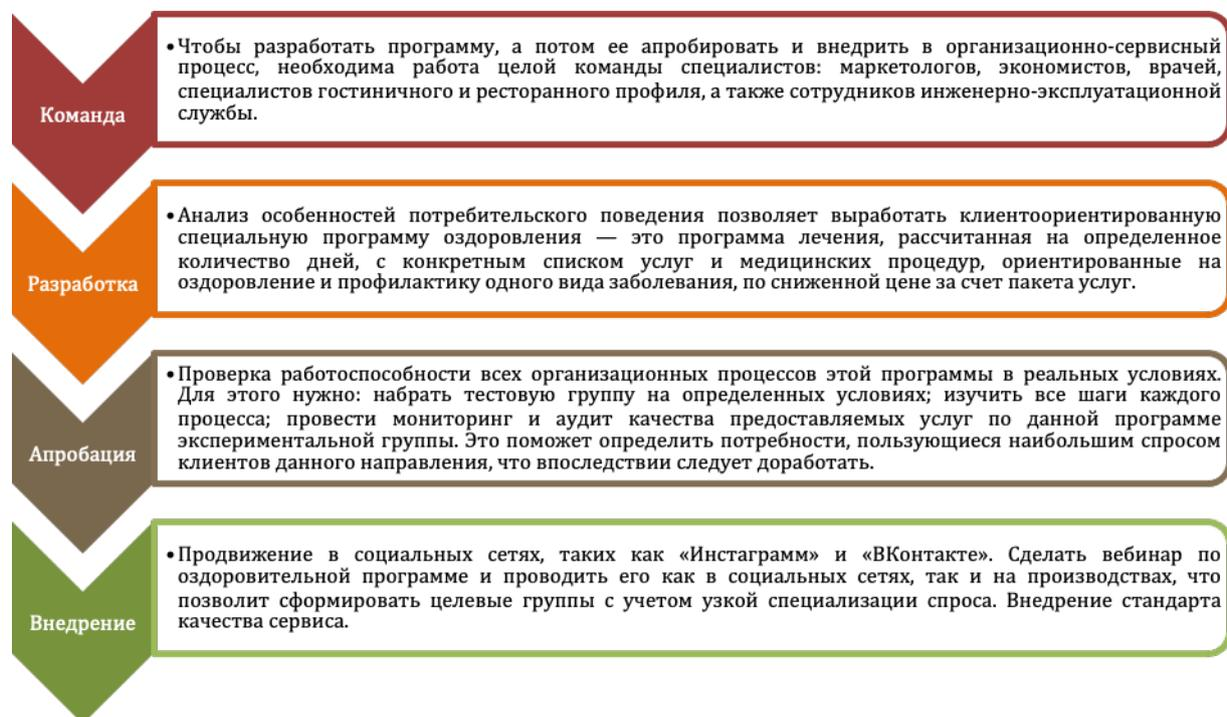 Команда
•Чтобы разработать программу, а потом ее апробировать и внедрить в организационно-сервисный
процесс, необходима работа целой команды специалистов: маркетологов, экономистов, врачей,
специалистов гостиничного и ресторанного профиля, а также сотрудников инженерно-эксплуатационной
службы.
Разработка
•Анализ особенностей потребительского поведения позволяет выработать клиентоориентированную
специальную программу оздоровления — это программа лечения, рассчитанная на определенное
количество дней, с конкретным списком услуг и медицинских процедур, ориентированные на
оздоровление и профилактику одного вида заболевания, по сниженной цене за счет пакета услуг.
Апробация
•Проверка работоспособности всех организационных процессов этой программы в реальных условиях.
Для этого нужно: набрать тестовую группу на определенных условиях; изучить все шаги каждого
процесса; провести мониторинг и аудит качества предоставляемых услуг по данной программе
экспериментальной группы. Это поможет определить потребности, пользующиеся наибольшим спросом
клиентов данного направления, что впоследствии следует доработать.
Внедрение
•Продвижение в социальных сетях, таких как «Инстаграмм» и «ВКонтакте». Сделать вебинар по
оздоровительной программе и проводить его как в социальных сетях, так и на производствах, что
позволит сформировать целевые группы с учетом узкой специализации спроса. Внедрение стандарта
качества сервиса.